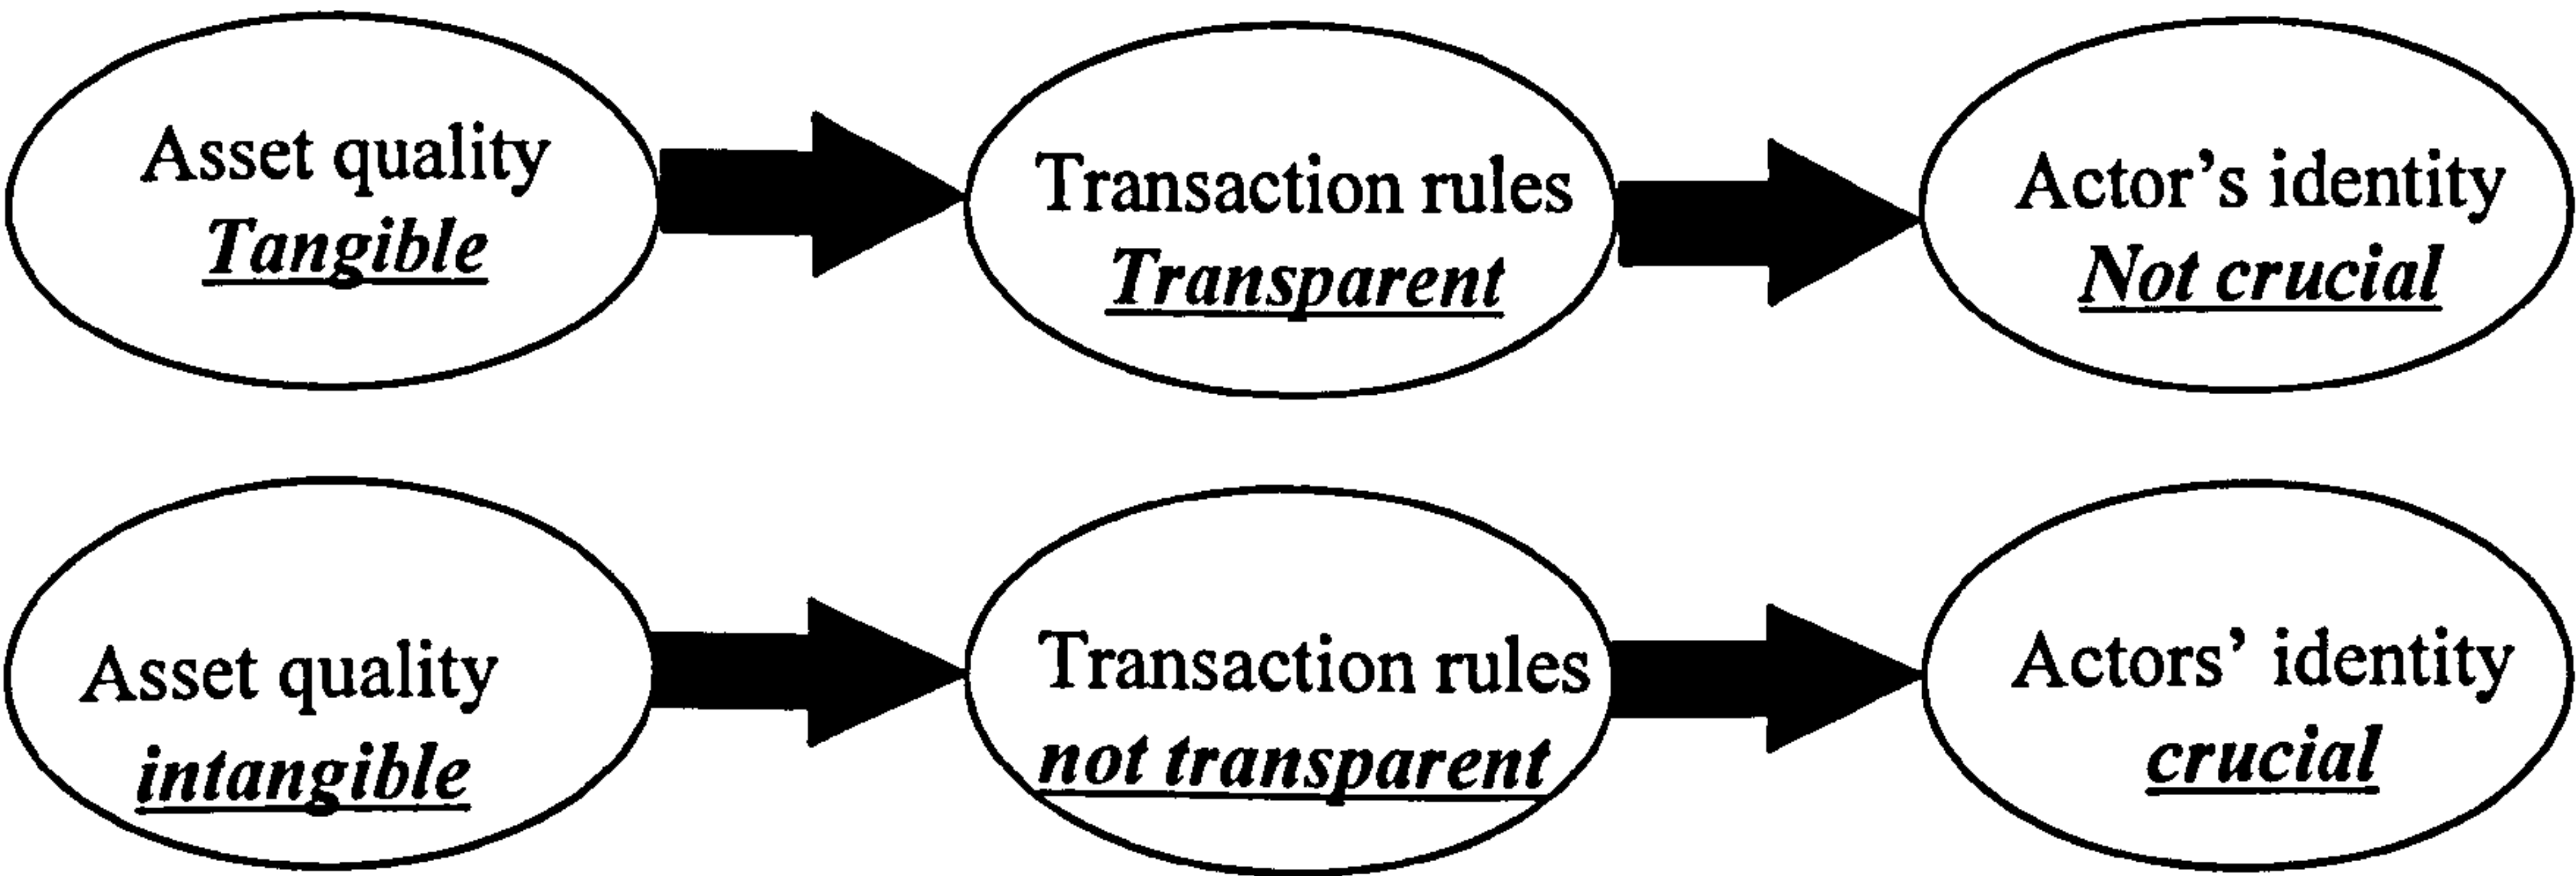 Asset quality
Tangible
Transaction rules
Transparent
Actor's identity
Not crucial
Asset quality
intangible
Transaction rules
not transparent
Actors' identity
crucial